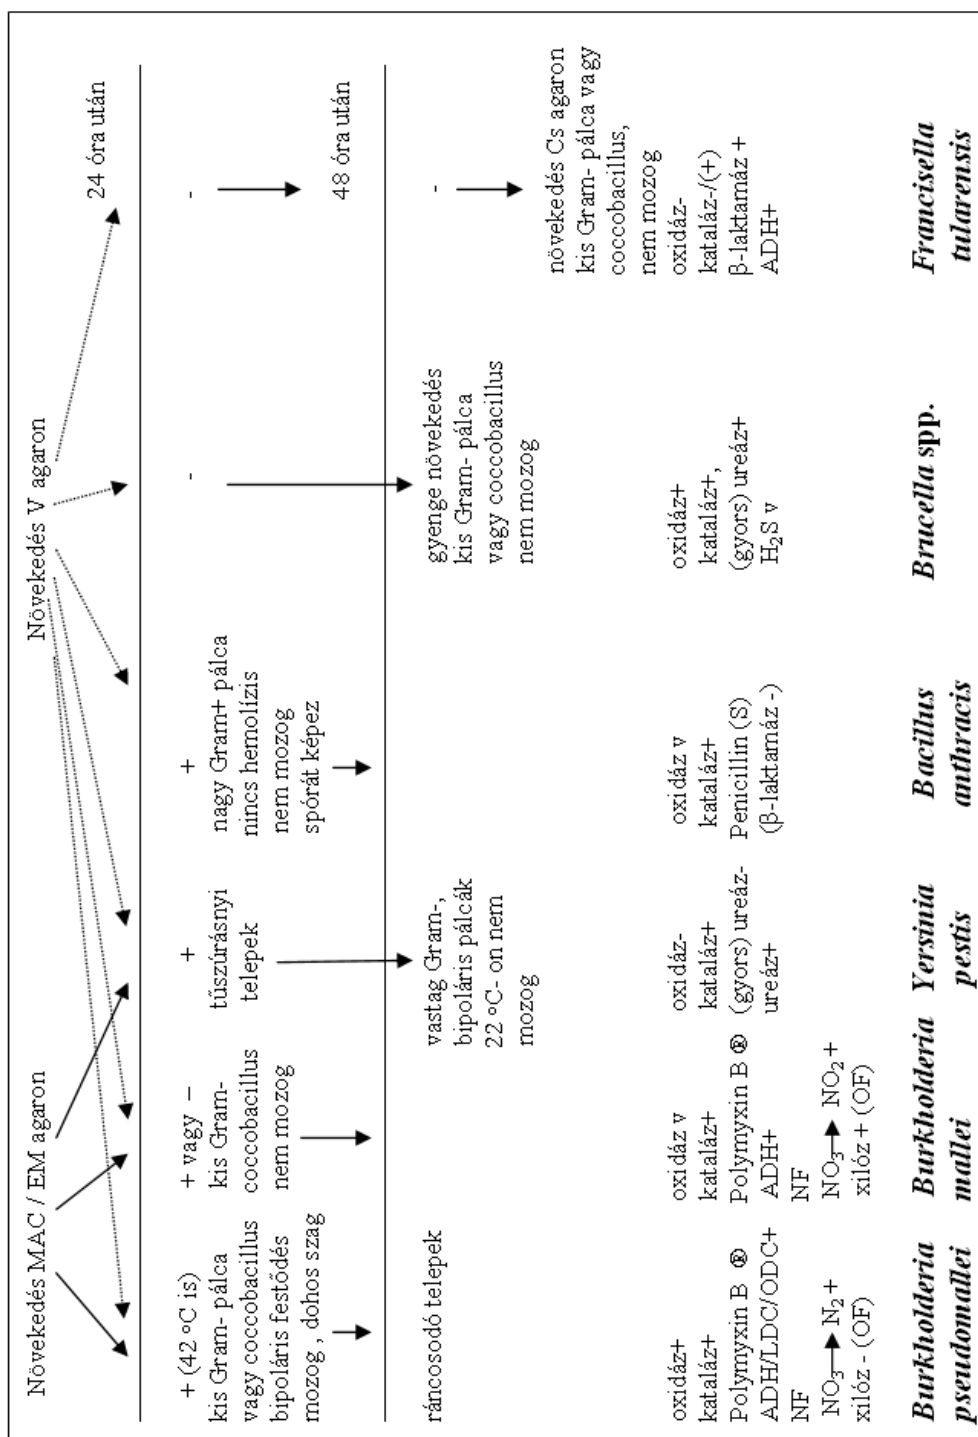 Növekedés MAC / EM agaron
Növekedés V agaron
24 óra után
+ (42 °C is)
kis Gram- pálca
vagy coccobacillus
bipoláris festődés
mozog , dohos szag
+ vagy –
kis Gram-
coccobacillus
nem mozog
+
tűszúrásnyi
telepek
+
nagy Gram+ pálca
nincs hemolízis
nem mozog
spórát képez
-
-
48 óra után
ráncosodó telepek
vastag Gram-,
bipoláris pálcák
22 °C- on nem
mozog
gyenge növekedés
kis Gram- pálca
vagy coccobacillus
nem mozog
-
növekedés Cs agaron
kis Gram- pálca vagy
coccobacillus,
nem mozog
oxidáz-
kataláz-/(+)
β-laktamáz +
ADH+
oxidáz+
kataláz+
Polymyxin B ®
ADH/LDC/ODC+
NF
NO₃→N₂+
xilóz - (OF)
oxidáz v
kataláz+
Polymyxin B ®
ADH+
NF
NO₃→NO₂+
xilóz + (OF)
oxidáz-
kataláz+
(gyors) ureáz-
ureáz+
oxidáz v
kataláz+
Penicillin (S)
(β-laktamáz -)
oxidáz+
kataláz+,
(gyors) ureáz+
H₂S v
Burkholderia
pseudomallei
Burkholderia
mallei
Yersinia
pestis
Bacillus
anthracis
Brucella spp.
Francisella
tularensis